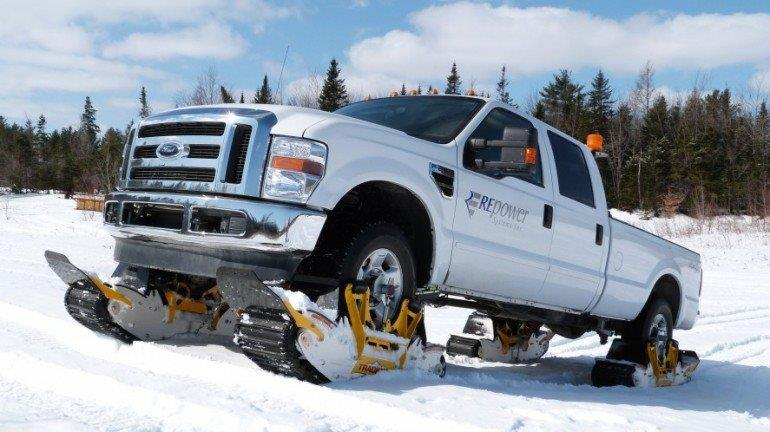 Ford
REpower
SYSTEMS INC.
TRACK